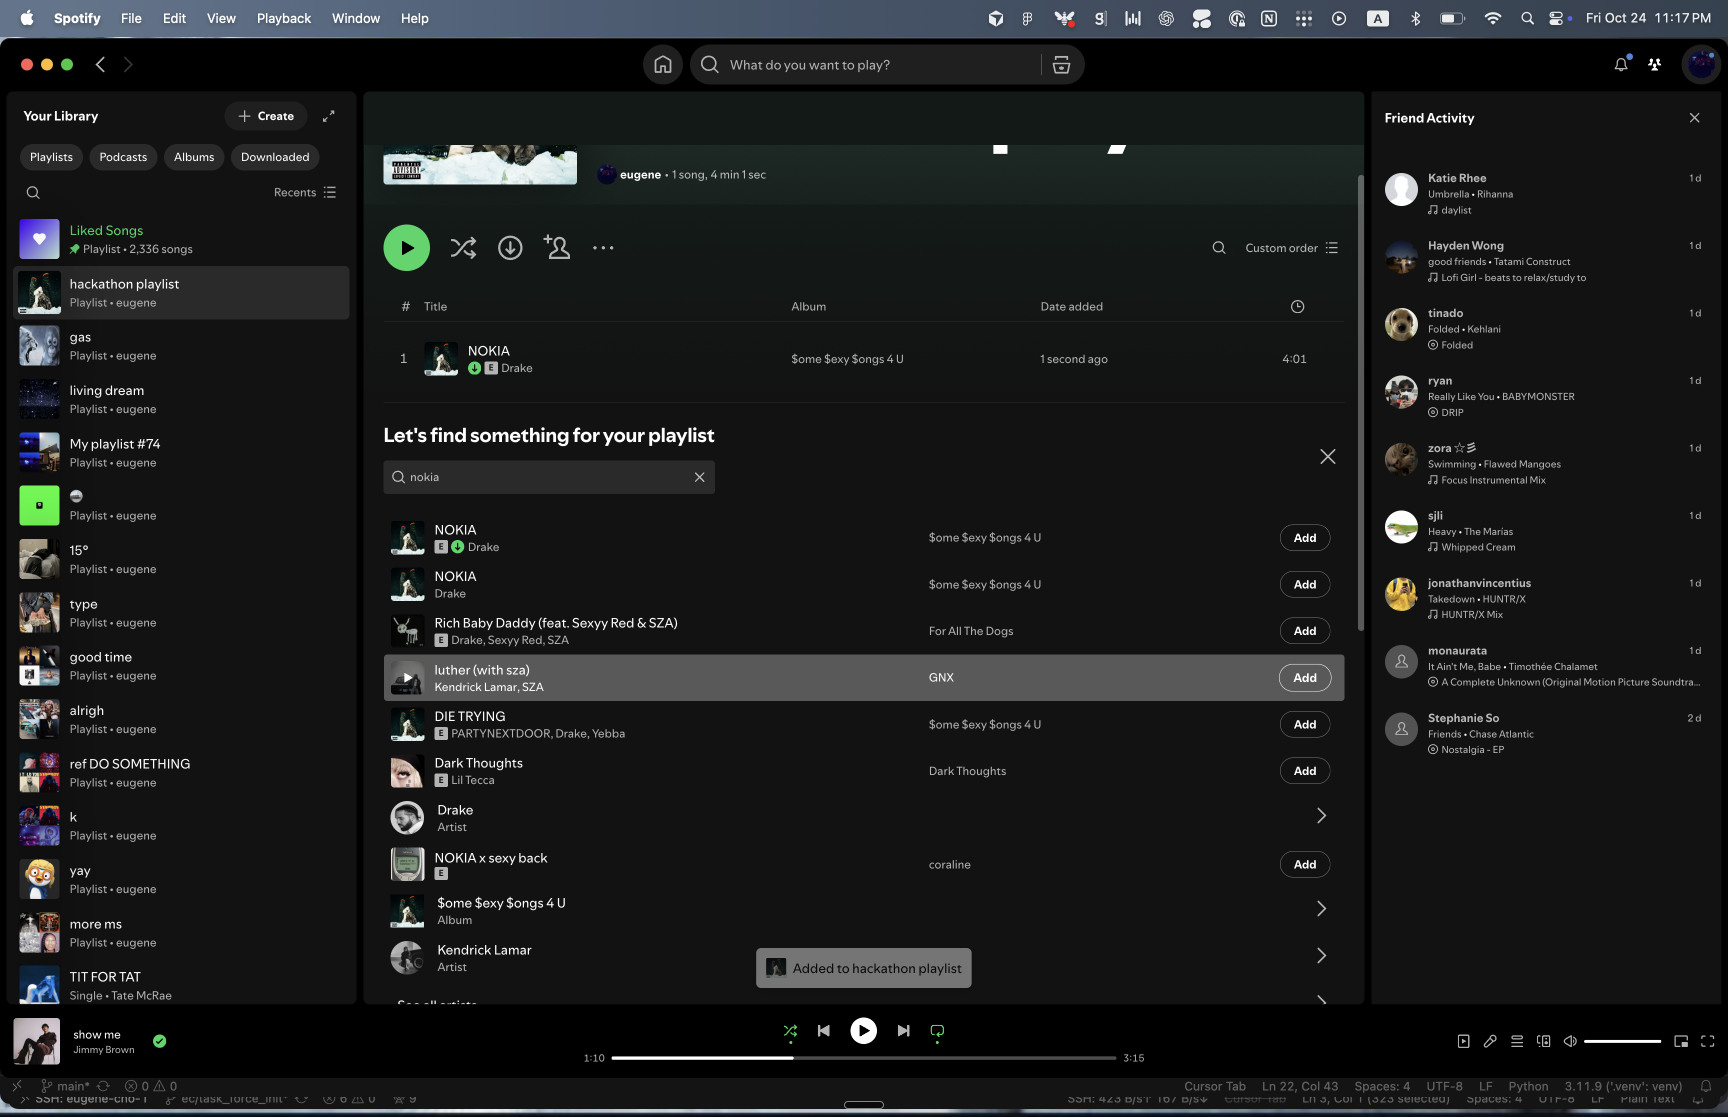 Spotify File Edit View Playback Window Help
A Fri Oct 24 11:17 PM
What do you want to play?
Your Library
Create
Playlists Podcasts Albums Downloaded
Recents
Liked Songs
Playlist • 2,336 songs
hackathon playlist
Playlist • eugene
gas
Playlist • eugene
living dream
Playlist • eugene
My playlist #74
Playlist • eugene
Playlist • eugene
15°
Playlist • eugene
type
Playlist • eugene
good time
Playlist • eugene
alrigh
Playlist • eugene
ref DO SOMETHING
Playlist • eugene
k
Playlist • eugene
yay
Playlist • eugene
more ms
Playlist • eugene
TIT FOR TAT
Single • Tate McRae
eugene • 1 song, 4 min 1 sec
Custom order
# Title Album Date added
1 NOKIA $ome $exy $ongs 4 U 1 second ago 4:01
E Drake
Let's find something for your playlist
nokia
NOKIA
E Drake
$ome $exy $ongs 4 U
Add
NOKIA
Drake
$ome $exy $ongs 4 U
Add
Rich Baby Daddy (feat. Sexyy Red & SZA)
E Drake, Sexyy Red, SZA
For All The Dogs
Add
luther (with sza)
Kendrick Lamar, SZA
GNX
Add
DIE TRYING
E PARTYNEXTDOOR, Drake, Yebba
$ome $exy $ongs 4 U
Add
Dark Thoughts
E Lil Tecca
Dark Thoughts
Add
Drake
Artist
NOKIA x sexy back
E
coraline
Add
$ome $exy $ongs 4 U
Album
Kendrick Lamar
Artist
See all artists
Added to hackathon playlist
Friend Activity
Katie Rhee 1 d
Umbrella • Rihanna
daylist
Hayden Wong 1 d
good friends • Tatami Construct
Lofi Girl - beats to relax/study to
tinado 1 d
Folded • Kehlani
Folded
ryan 1 d
Really Like You • BABYMONSTER
DRIP
zora ☆彡 1 d
Swimming • Flawed Mangoes
Focus Instrumental Mix
sjli 1 d
Heavy • The Marías
Whipped Cream
jonathanvincentius 1 d
Takedown • HUNTR/X
HUNTR/X Mix
monaurata 1 d
It Ain't Me, Babe • Timothée Chalamet
A Complete Unknown (Original Motion Picture Soundtra...
Stephanie So 2 d
Friends • Chase Atlantic
Nostalgia - EP
show me
Jimmy Brown
1:10 3:15
main* 0 0 Cursor Tab Ln 22, Col 43 Spaces: 4 UTF-8 LF Python 3.11.9 ('.venv': venv)
SSH: eugene-cho-1 ec/task_force_init* 6 0 9 SSH: 423 B/s↑ 167 B/s↓ Cursor Tab Ln 3, Col 1 (323 selected) Spaces: 4 UTF-8 LF Plain Text